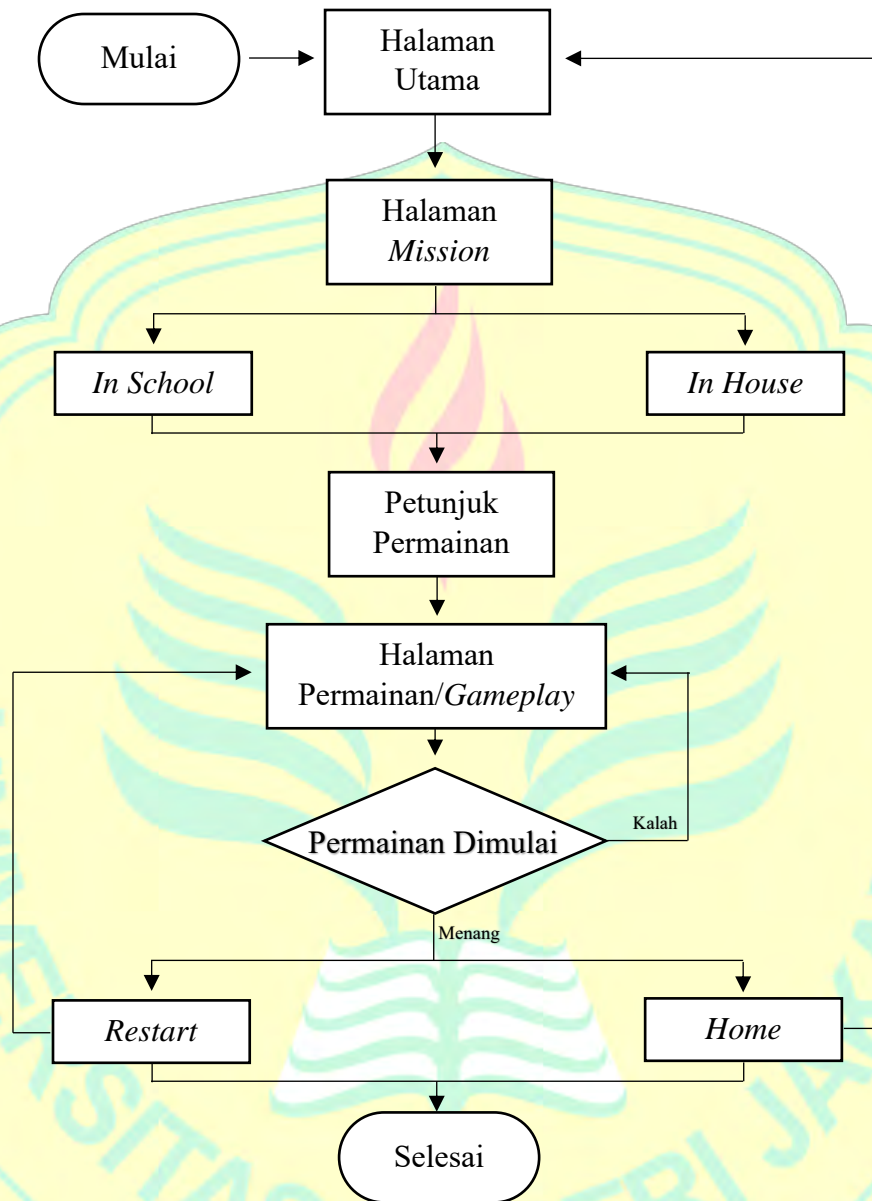 Mulai
Halaman
Utama
Halaman
Mission
In School
In House
Petunjuk
Permainan
Halaman
Permainan/Gameplay
Permainan Dimulai
Kalah
Menang
Restart
Home
Selesai